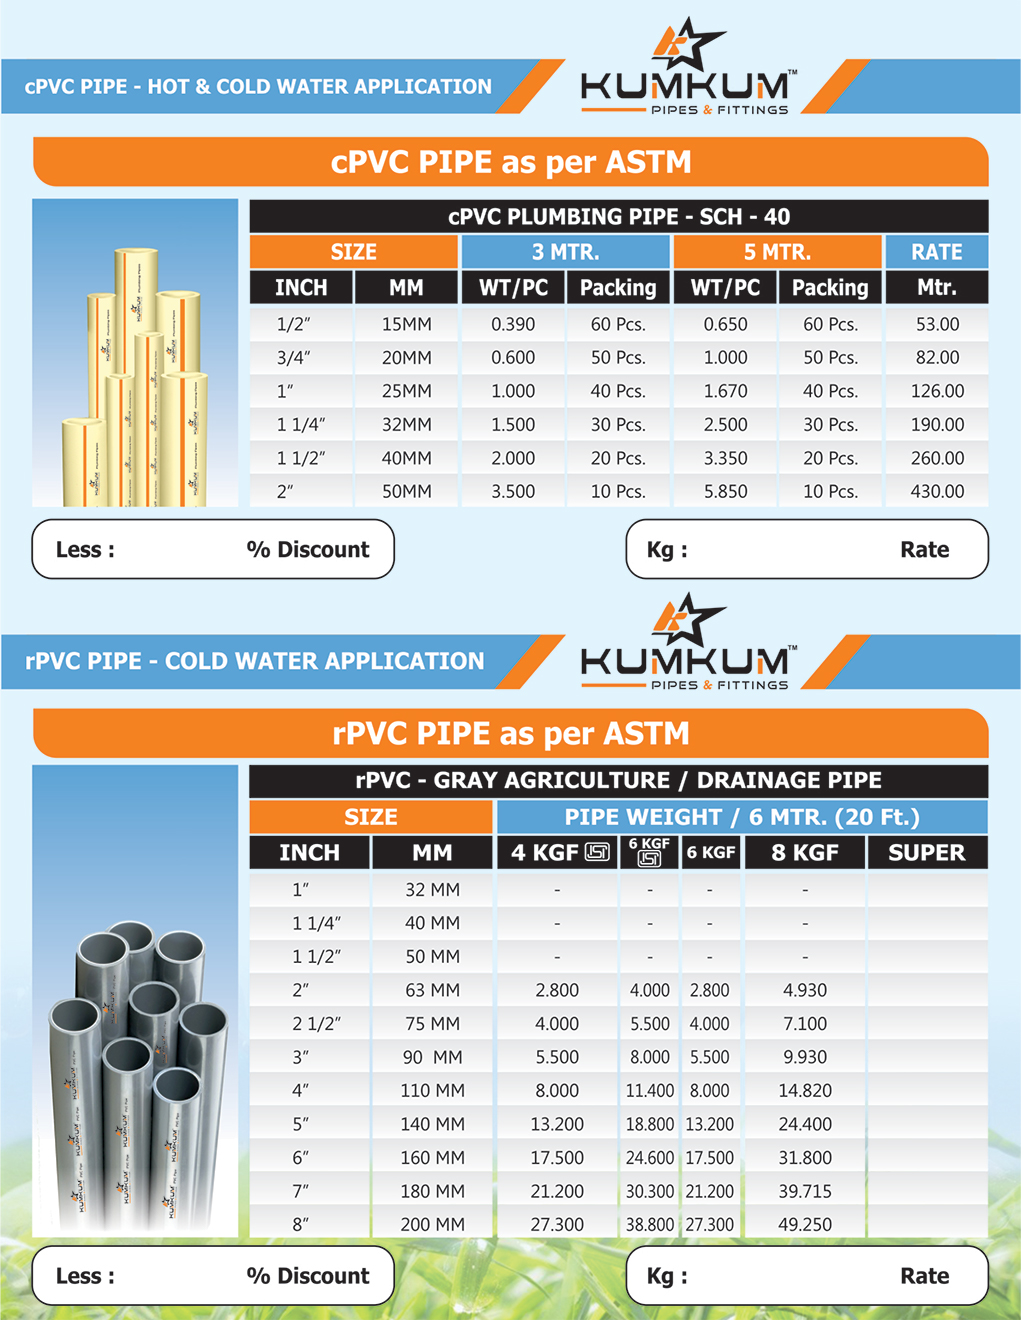 cPVC PIPE - HOT & COLD WATER APPLICATION
KUMKUM™
PIPES & FITTINGS
cPVC PIPE as per ASTM
cPVC PLUMBING PIPE - SCH - 40
SIZE 3 MTR. 5 MTR. RATE
INCH MM WT/PC Packing WT/PC Packing Mtr.
1/2” 15MM 0.390 60 Pcs. 0.650 60 Pcs. 53.00
3/4” 20MM 0.600 50 Pcs. 1.000 50 Pcs. 82.00
1” 25MM 1.000 40 Pcs. 1.670 40 Pcs. 126.00
1 1/4” 32MM 1.500 30 Pcs. 2.500 30 Pcs. 190.00
1 1/2” 40MM 2.000 20 Pcs. 3.350 20 Pcs. 260.00
2” 50MM 3.500 10 Pcs. 5.850 10 Pcs. 430.00
Less : % Discount Kg : Rate
rPVC PIPE - COLD WATER APPLICATION
KUMKUM™
PIPES & FITTINGS
rPVC PIPE as per ASTM
rPVC - GRAY AGRICULTURE / DRAINAGE PIPE
SIZE PIPE WEIGHT / 6 MTR. (20 Ft.)
INCH MM 4 KGF ISI 6 KGF ISI 6 KGF 8 KGF SUPER
1” 32 MM - - - -
1 1/4” 40 MM - - - -
1 1/2” 50 MM - - - -
2” 63 MM 2.800 4.000 2.800 4.930
2 1/2” 75 MM 4.000 5.500 4.000 7.100
3” 90 MM 5.500 8.000 5.500 9.930
4” 110 MM 8.000 11.400 8.000 14.820
5” 140 MM 13.200 18.800 13.200 24.400
6” 160 MM 17.500 24.600 17.500 31.800
7” 180 MM 21.200 30.300 21.200 39.715
8” 200 MM 27.300 38.800 27.300 49.250
KUMKUM
KUMKUM
KUMKUM
KUMKUM
Less : % Discount Kg : Rate